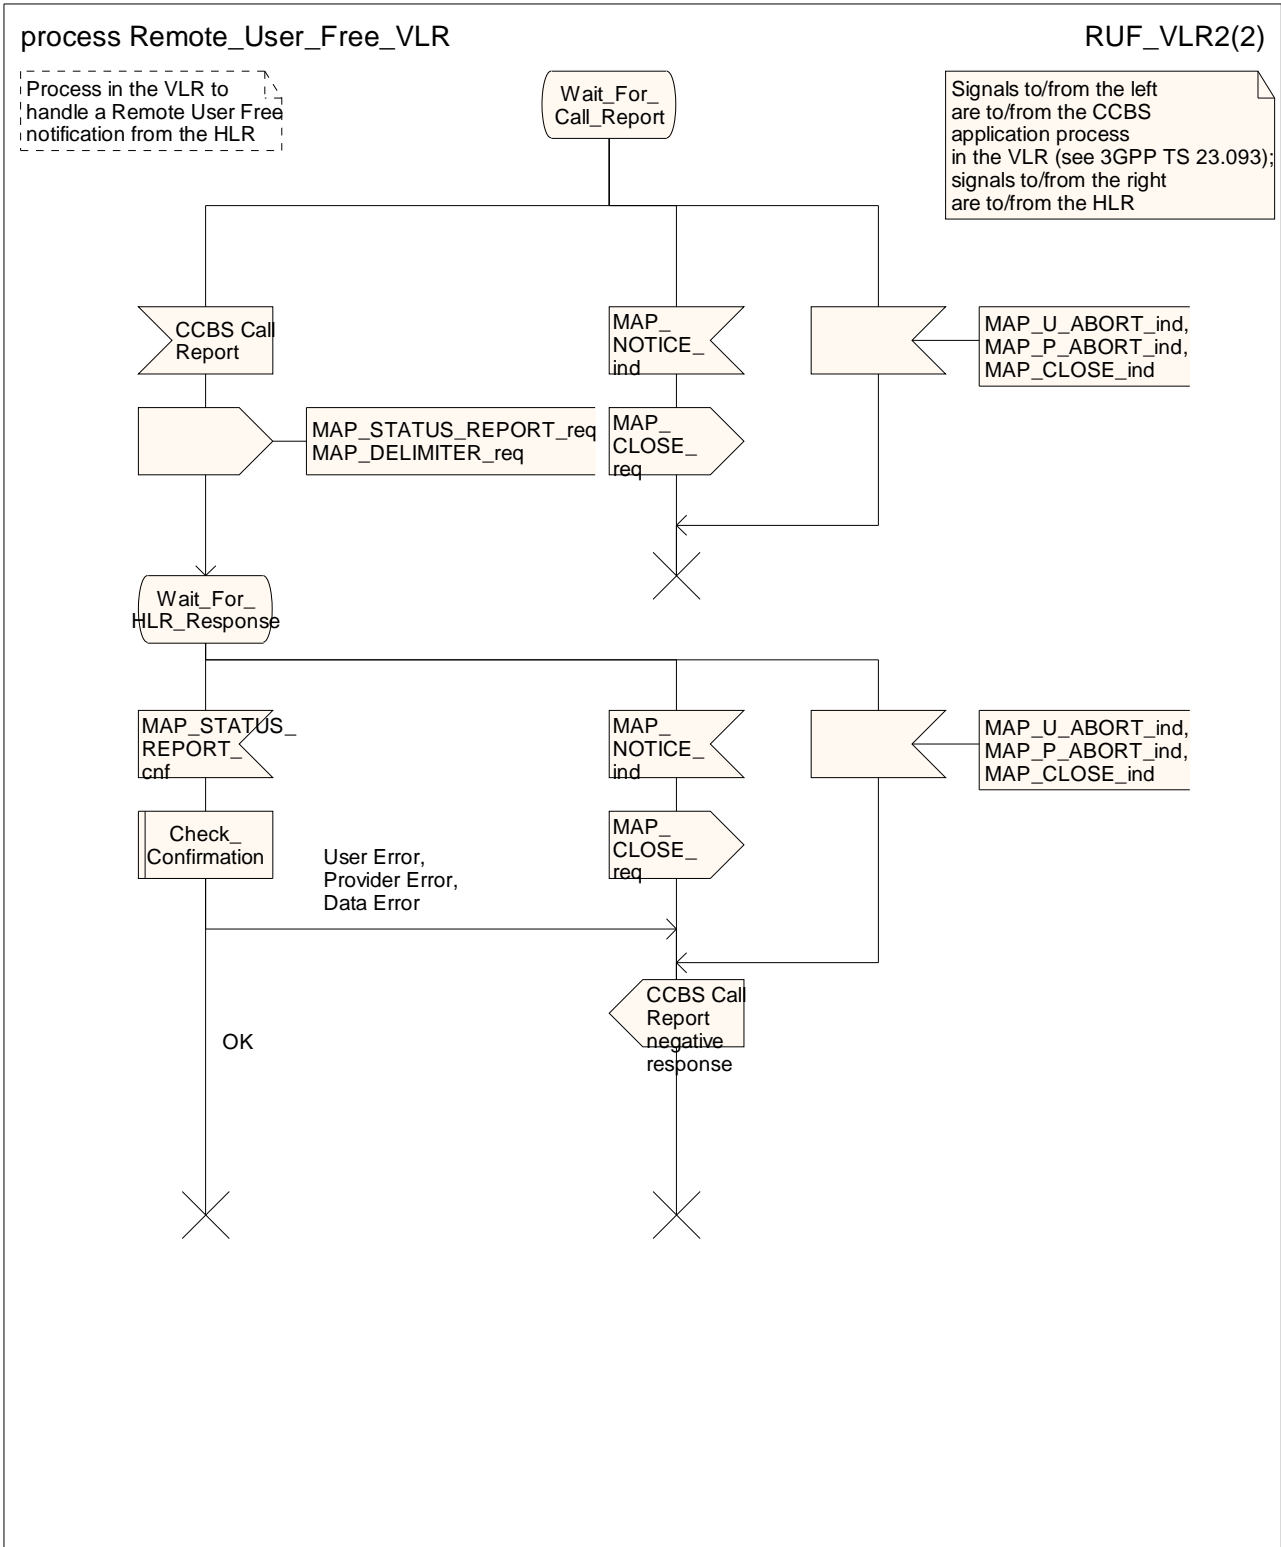 process Remote_User_Free_VLR
RUF_VLR2(2)
Process in the VLR to
handle a Remote User Free
notification from the HLR
Wait_For_
Call_Report
Signals to/from the left
are to/from the CCBS
application process
in the VLR (see 3GPP TS 23.093);
signals to/from the right
are to/from the HLR
CCBS Call
Report
MAP_
NOTICE_
ind
MAP_U_ABORT_ind,
MAP_P_ABORT_ind,
MAP_CLOSE_ind
MAP_STATUS_REPORT_req
MAP_DELIMITER_req
MAP_
CLOSE_
req
Wait_For_
HLR_Response
MAP_STATUS_
REPORT_
cnf
MAP_
NOTICE_
ind
MAP_U_ABORT_ind,
MAP_P_ABORT_ind,
MAP_CLOSE_ind
Check_
Confirmation
User Error,
Provider Error,
Data Error
MAP_
CLOSE_
req
CCBS Call
Report
negative
response
OK